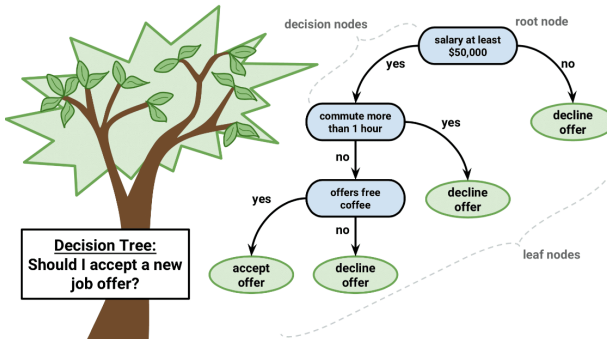 decision nodes
root node
salary at least
$50,000
yes
no
commute more
than 1 hour
yes
decline
offer
no
offers free
coffee
decline
offer
yes
no
Decision Tree:
Should I accept a new
job offer?
accept
offer
decline
offer
leaf nodes